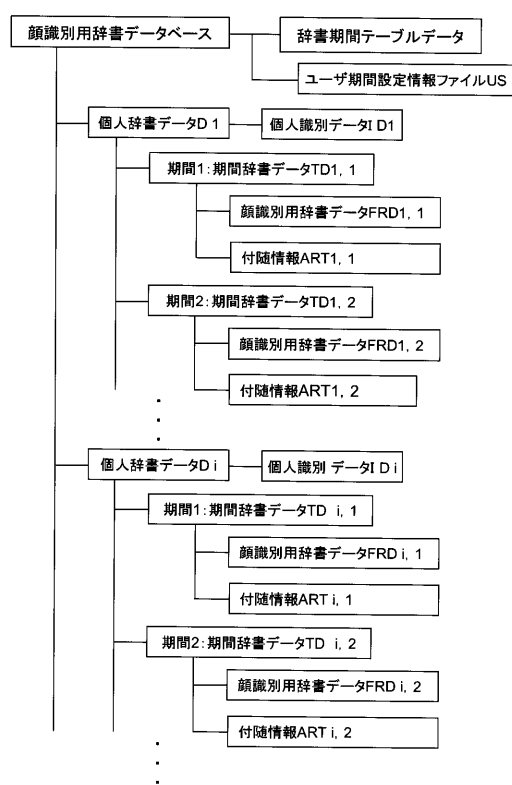 顔識別用辞書データベース
辞書期間テーブルデータ
ユーザ期間設定情報ファイルUS
個人辞書データD 1
個人識別データI D1
期間1:期間辞書データTD1, 1
顔識別用辞書データFRD1, 1
付随情報ART1, 1
期間2:期間辞書データTD1, 2
顔識別用辞書データFRD1, 2
付随情報ART1, 2
個人辞書データD i
個人識別 データI D i
期間1:期間辞書データTD i, 1
顔識別用辞書データFRD i, 1
付随情報ART i, 1
期間2:期間辞書データTD i, 2
顔識別用辞書データFRD i, 2
付随情報ART i, 2